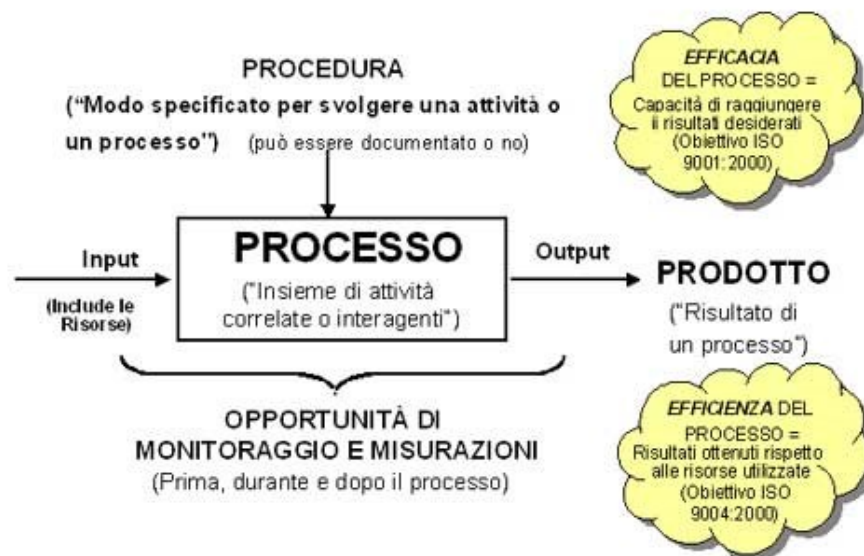 PROCEDURA
("Modo specificato per svolgere una attività o
un processo") (può essere documentato o no)
EFFICACIA
DEL PROCESSO =
Capacità di raggiungere
ii risultati desiderati
(Obiettivo ISO
9001:2000)
Input
(Include le
Risorse)
PROCESSO
("Insieme di attività
correlate o interagenti")
Output
PRODOTTO
("Risultato di
un processo")
OPPORTUNITÀ DI
MONITORAGGIO E MISURAZIONI
(Prima, durante e dopo il processo)
EFFICIENZA DEL
PROCESSO =
Risultati ottenuti rispetto
alle risorse utilizzate
(Obiettivo ISO
9004:2000)